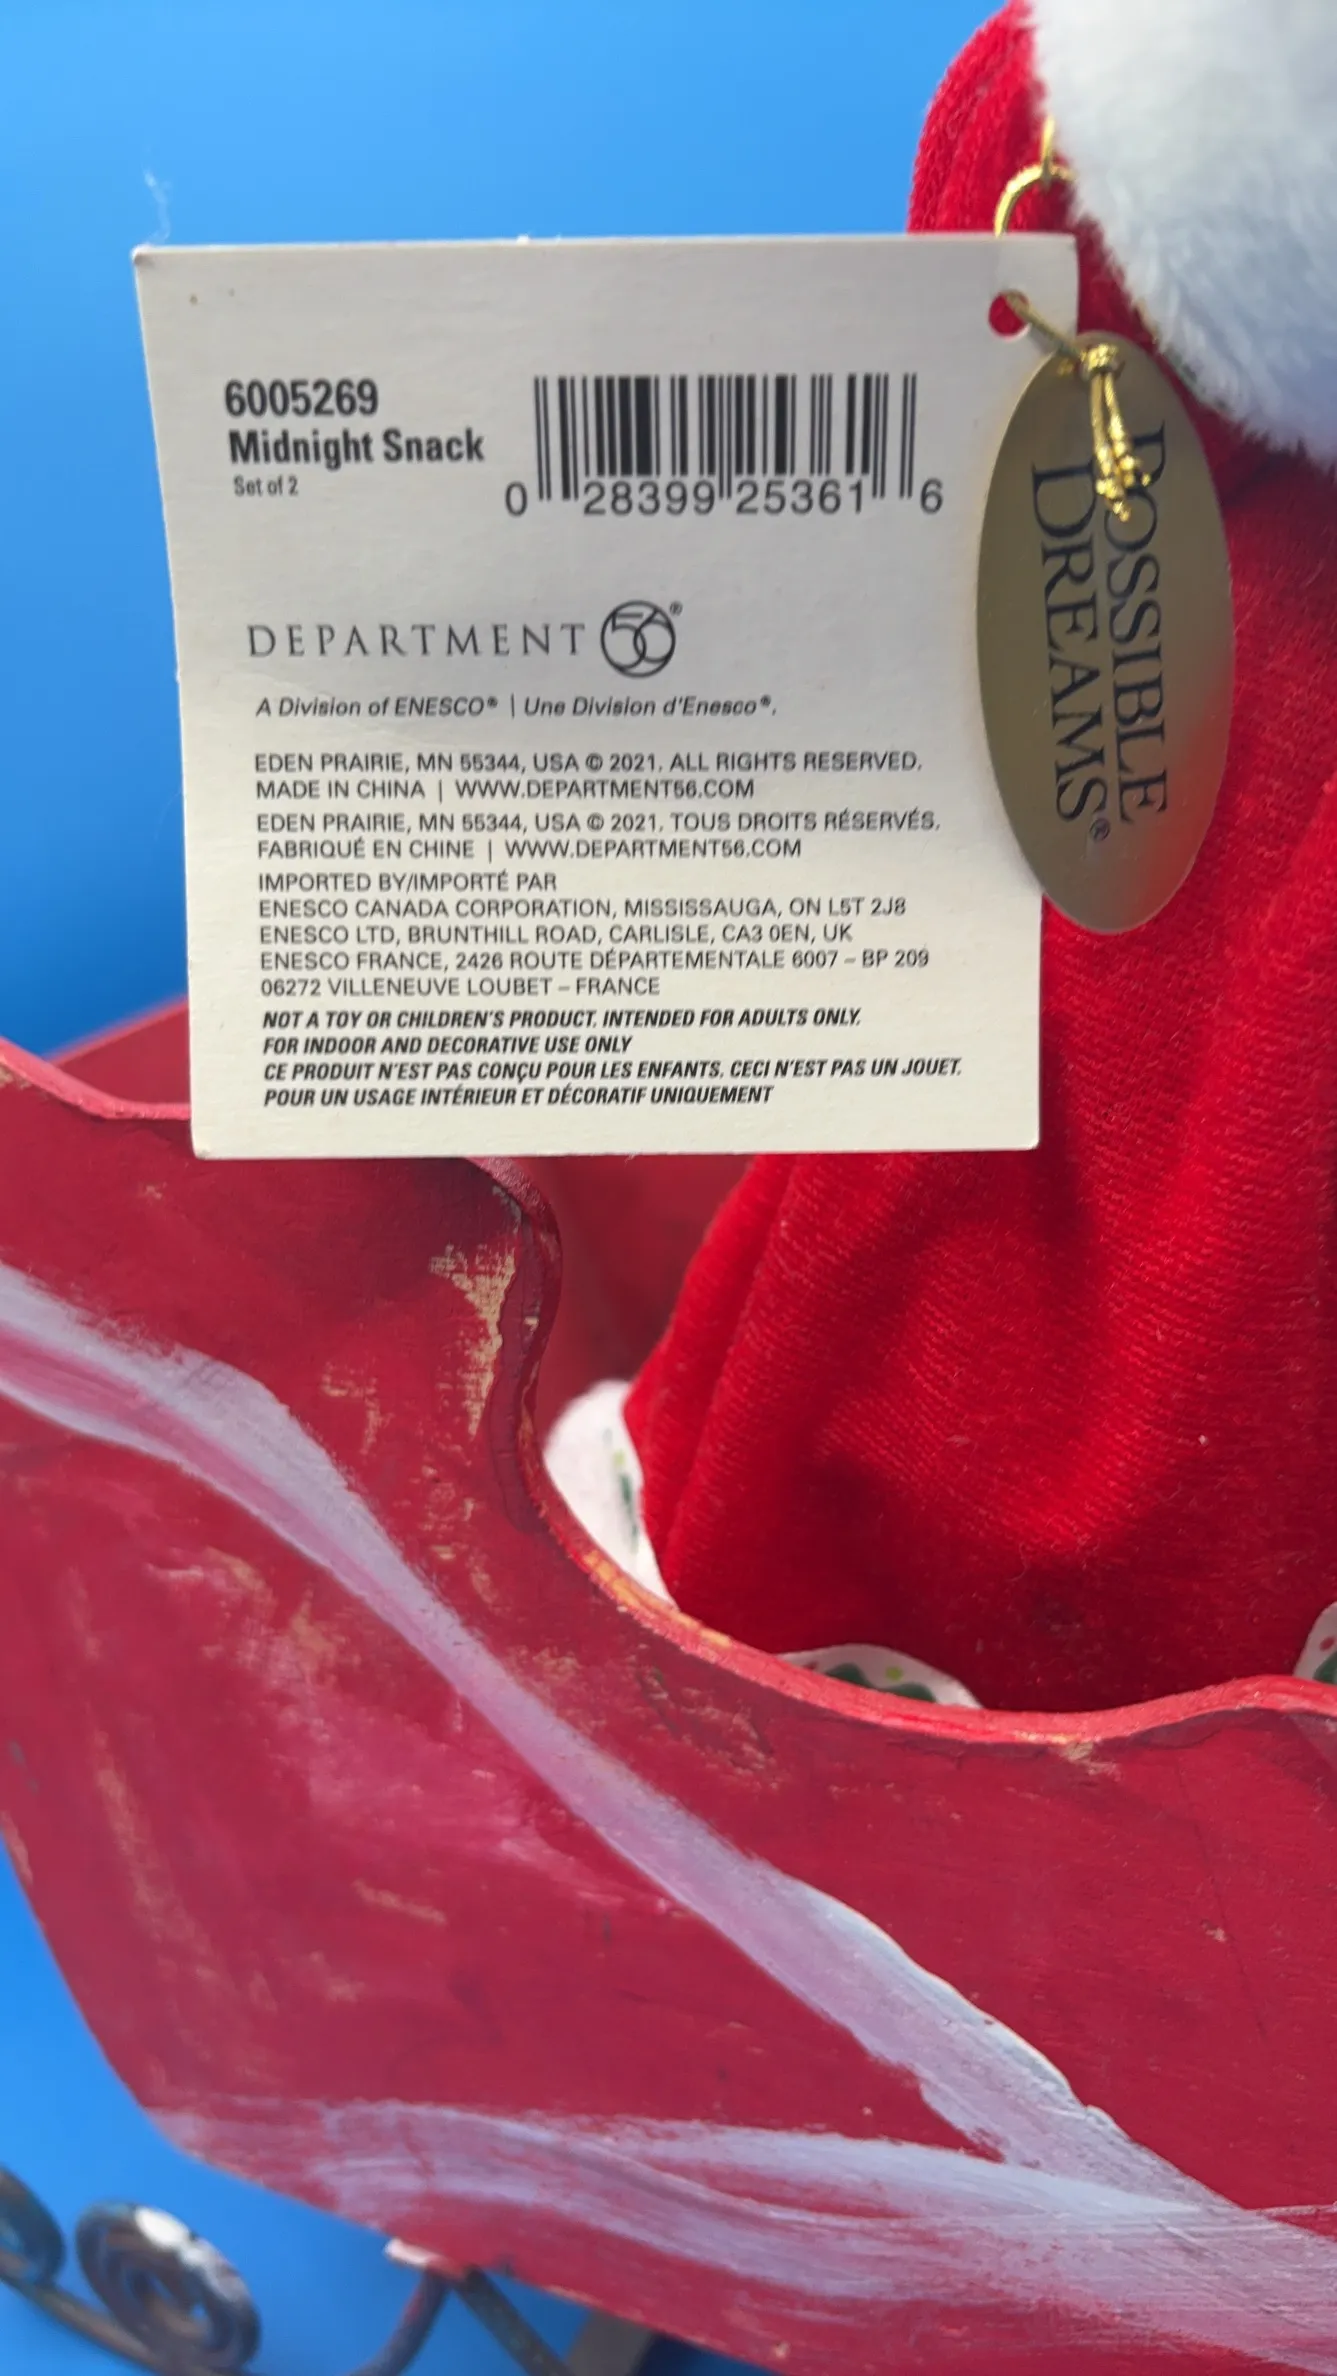 6005269
Midnight Snack
Set of 2
0 28399 25361 6
DEPARTMENT 56®
A Division of ENESCO® | Une Division d'Enesco®.
EDEN PRAIRIE, MN 55344, USA © 2021. ALL RIGHTS RESERVED.
MADE IN CHINA | WWW.DEPARTMENT56.COM
EDEN PRAIRIE, MN 55344, USA © 2021. TOUS DROITS RÉSERVÉS.
FABRIQUÉ EN CHINE | WWW.DEPARTMENT56.COM
IMPORTED BY/IMPORTÉ PAR
ENESCO CANADA CORPORATION, MISSISSAUGA, ON L5T 2J8
ENESCO LTD, BRUNTHILL ROAD, CARLISLE, CA3 0EN, UK
ENESCO FRANCE, 2426 ROUTE DÉPARTEMENTALE 6007 – BP 209
06272 VILLENEUVE LOUBET – FRANCE
NOT A TOY OR CHILDREN'S PRODUCT. INTENDED FOR ADULTS ONLY.
FOR INDOOR AND DECORATIVE USE ONLY
CE PRODUIT N'EST PAS CONÇU POUR LES ENFANTS. CECI N'EST PAS UN JOUET.
POUR UN USAGE INTÉRIEUR ET DÉCORATIF UNIQUEMENT
POSSIBLE
DREAMS®